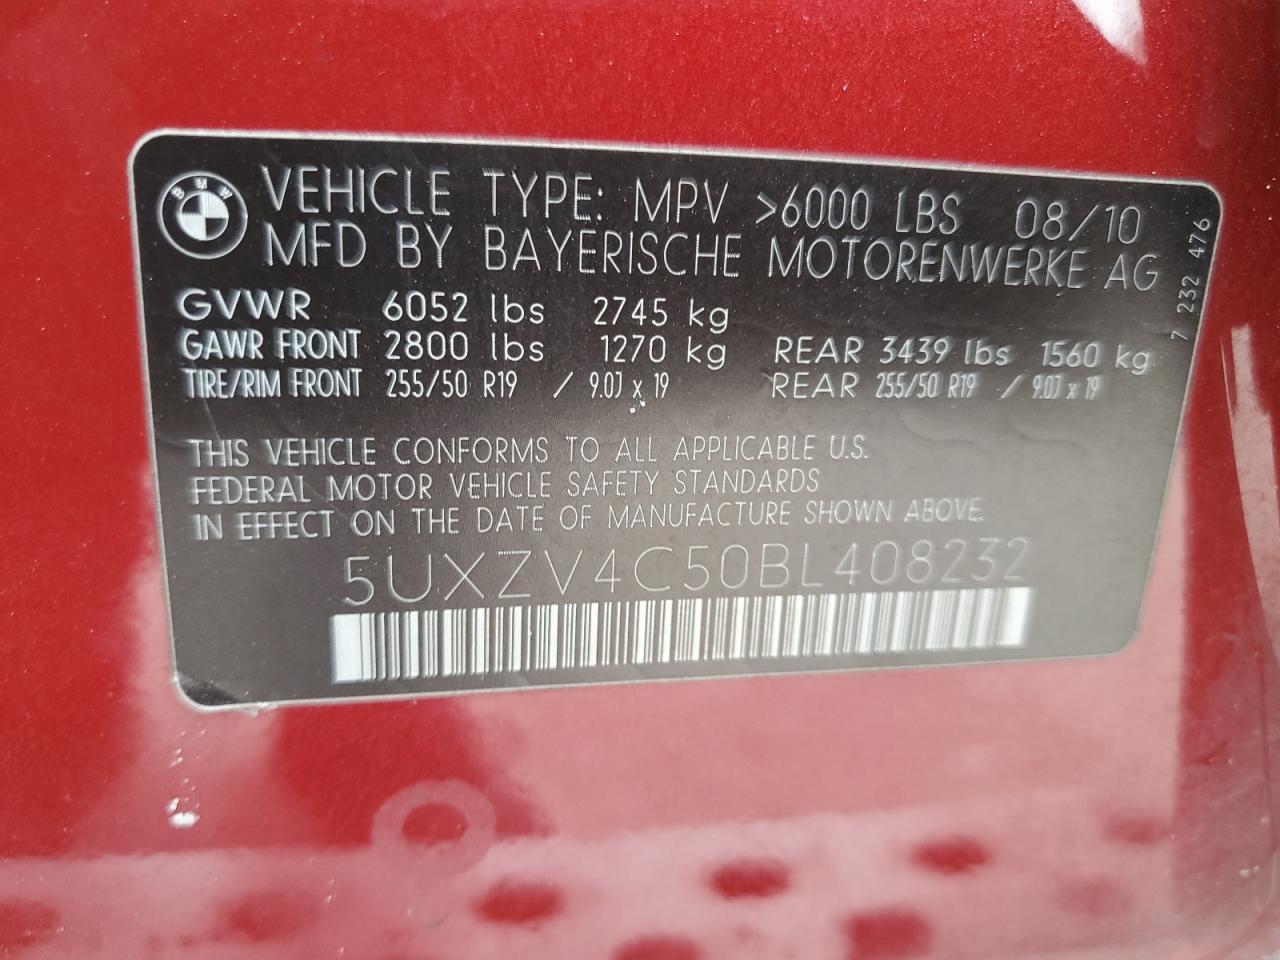 BMW
VEHICLE TYPE: MPV >6000 LBS 08/10
MFD BY BAYERISCHE MOTORENWERKE AG
GVWR 6052 lbs 2745 kg
GAWR FRONT 2800 lbs 1270 kg REAR 3439 lbs 1560 kg
TIRE/RIM FRONT 255/50 R19 / 9.0J x 19 REAR 255/50 R19 / 9.0J x 19
THIS VEHICLE CONFORMS TO ALL APPLICABLE U.S.
FEDERAL MOTOR VEHICLE SAFETY STANDARDS
IN EFFECT ON THE DATE OF MANUFACTURE SHOWN ABOVE.
5UXZV4C50BL408232
7 232 476